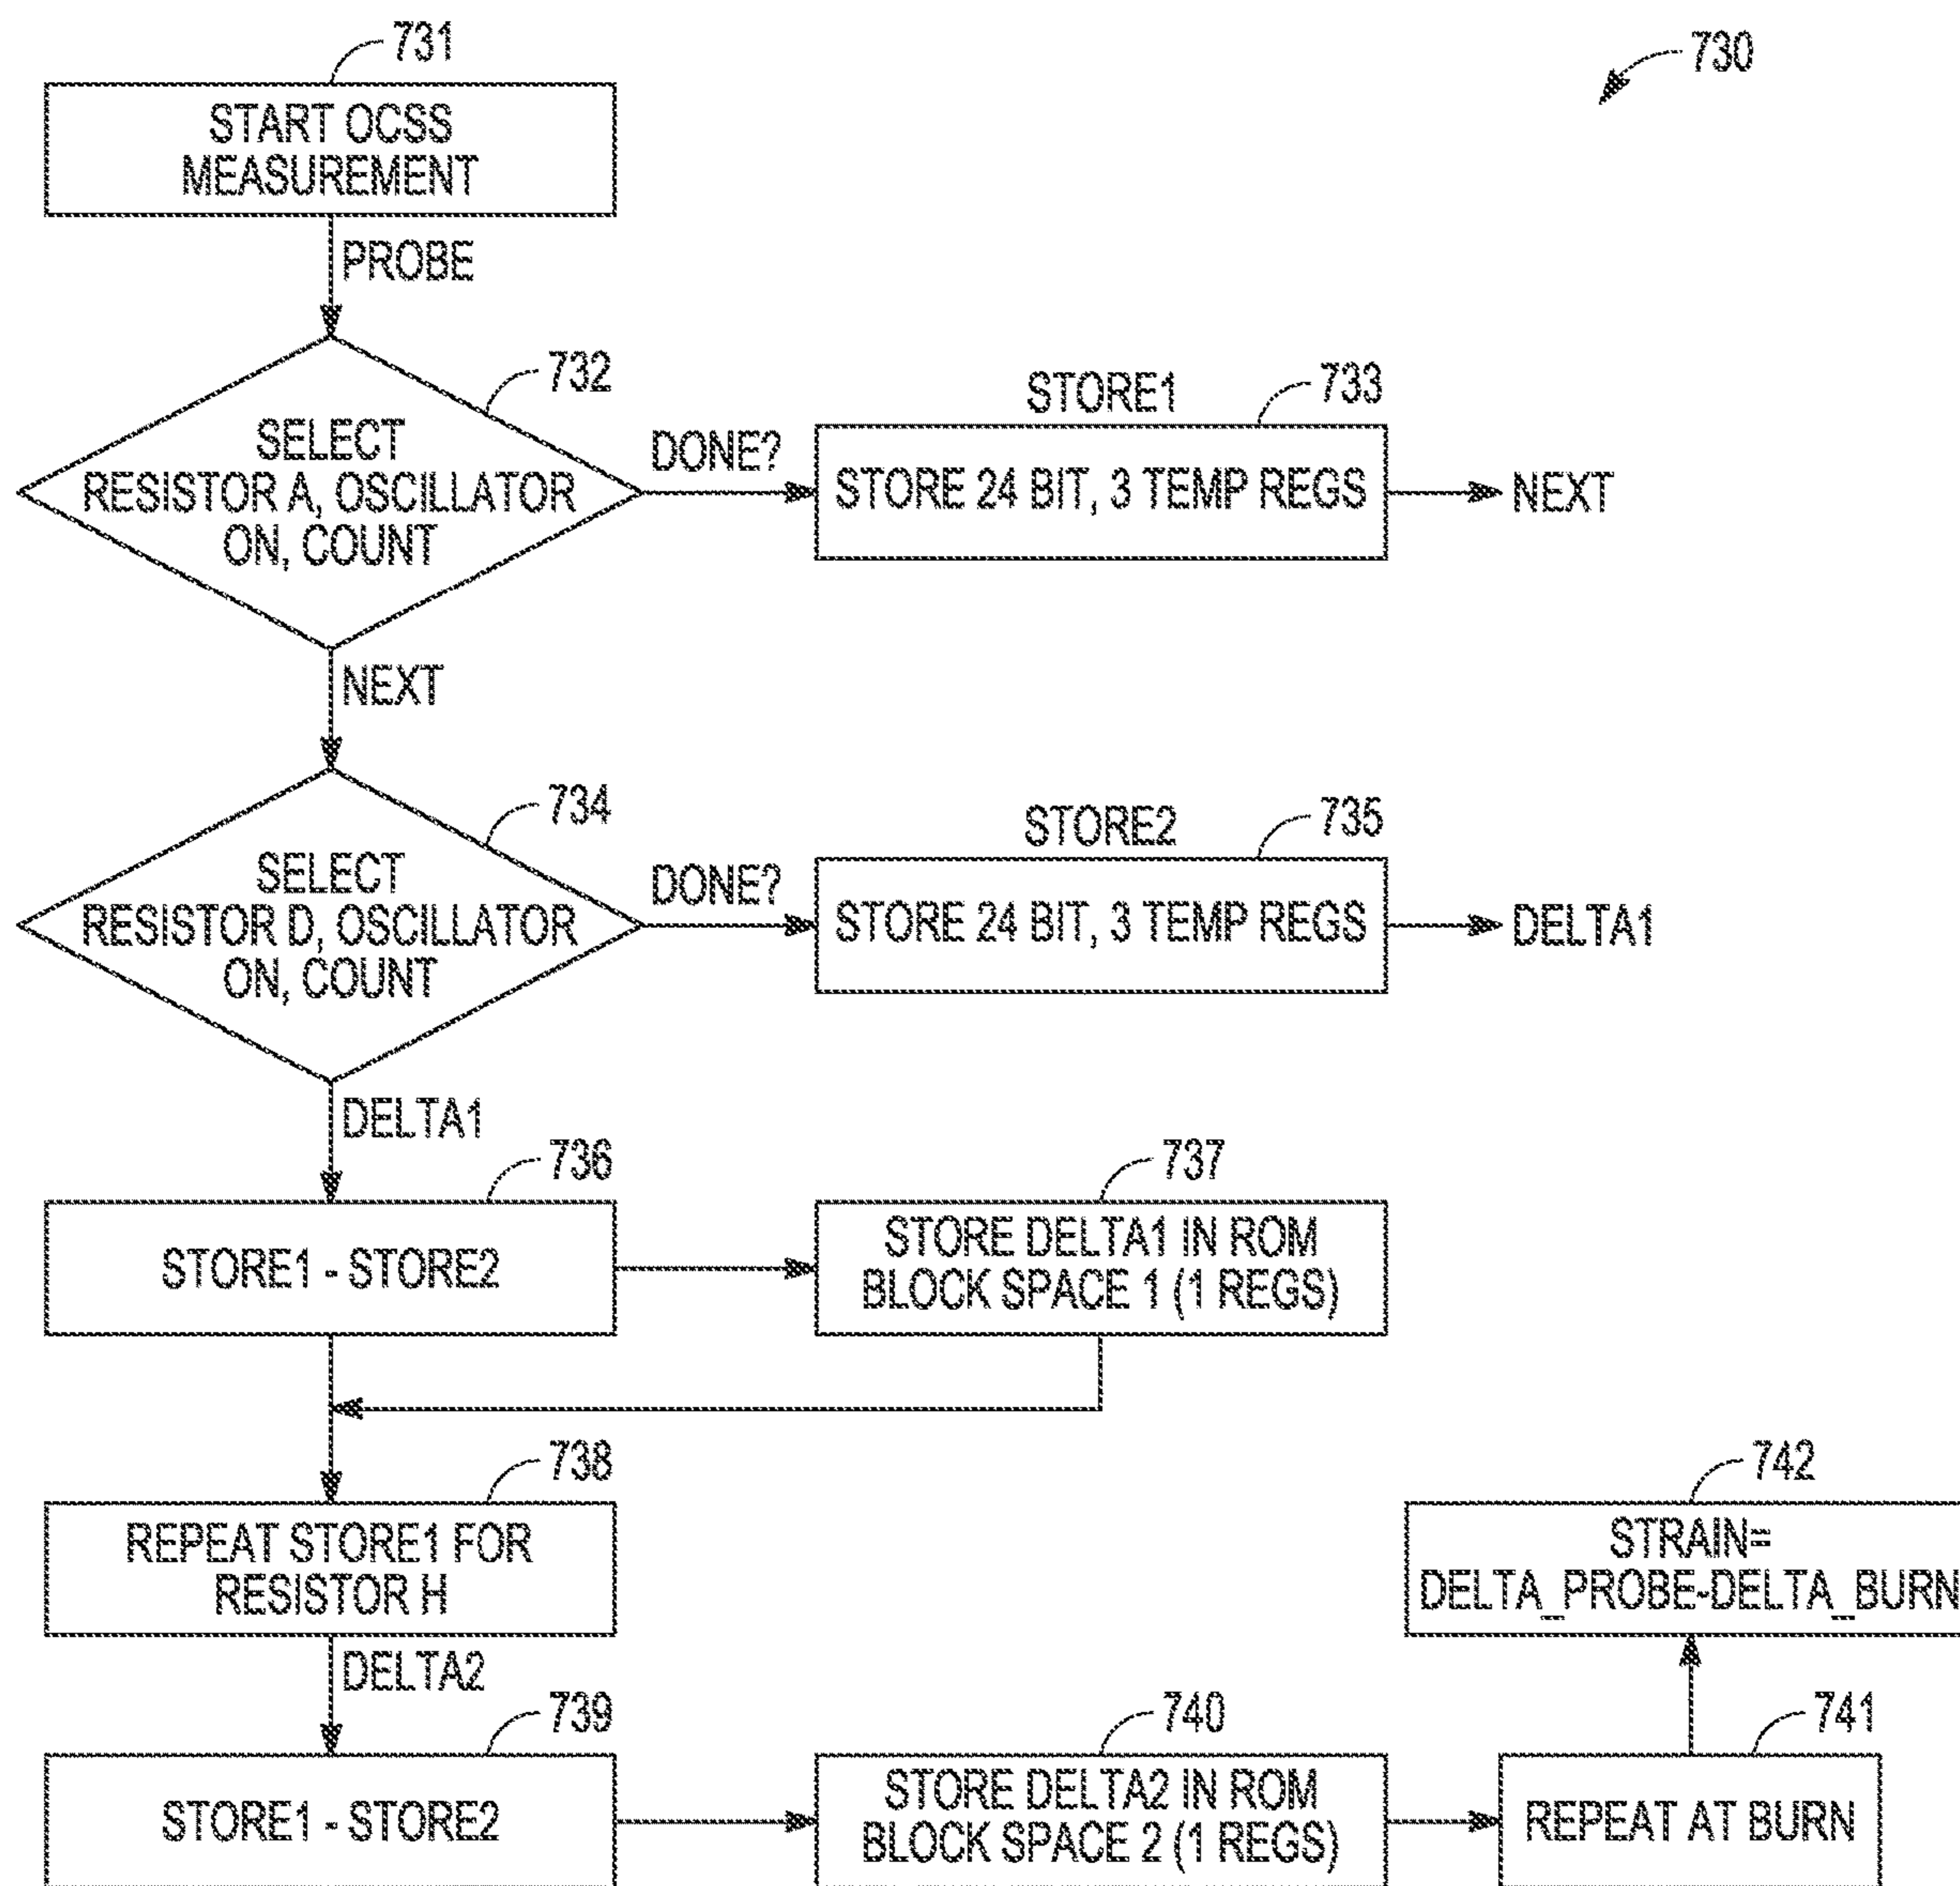 731
730
START OCSS
MEASUREMENT
PROBE
732
SELECT
RESISTOR A, OSCILLATOR
ON, COUNT
DONE?
STORE1
733
STORE 24 BIT, 3 TEMP REGS
NEXT
NEXT
734
SELECT
RESISTOR D, OSCILLATOR
ON, COUNT
DONE?
STORE2
735
STORE 24 BIT, 3 TEMP REGS
DELTA1
DELTA1
736
STORE1 - STORE2
737
STORE DELTA1 IN ROM
BLOCK SPACE 1 (1 REGS)
738
REPEAT STORE1 FOR
RESISTOR H
DELTA2
739
STORE1 - STORE2
740
STORE DELTA2 IN ROM
BLOCK SPACE 2 (1 REGS)
741
REPEAT AT BURN
742
STRAIN=
DELTA_PROBE-DELTA_BURN